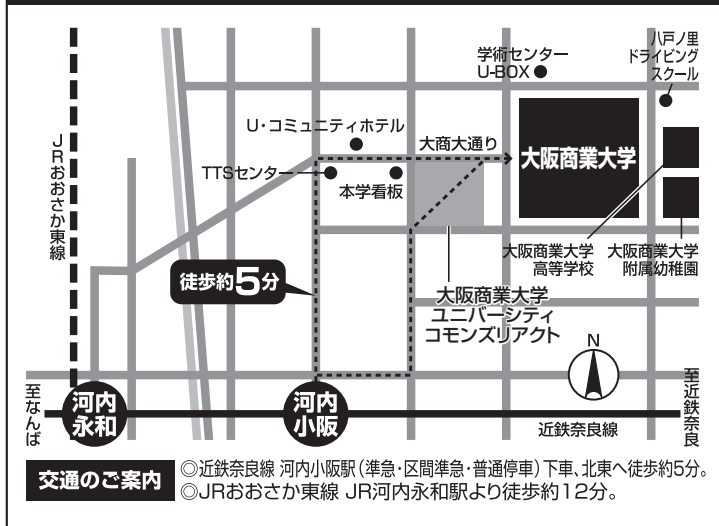 学術センター
U-BOX
八戸ノ里
ドライビング
スクール
JRおおさか東線
U・コミュニティホテル
大商大通り
TTSセンター
本学看板
大阪商業大学
大阪商業大学
高等学校
大阪商業大学
附属幼稚園
徒歩約5分
大阪商業大学
ユニバーシティ
コモンズリアクト
N
至なんば
河内
永和
河内
小阪
近鉄奈良線
至近鉄奈良
交通のご案内
◎近鉄奈良線 河内小阪駅(準急・区間準急・普通停車)下車、北東へ徒歩約5分。
◎JRおおさか東線 JR河内永和駅より徒歩約12分。